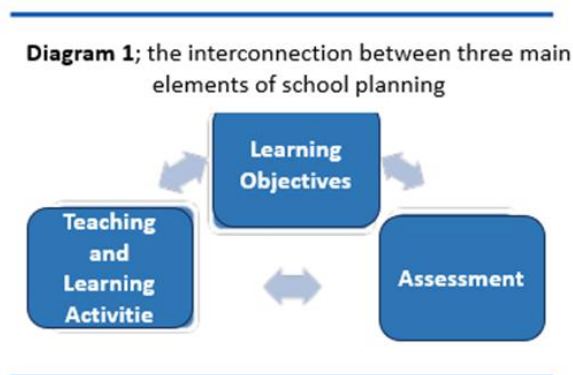 Diagram 1; the interconnection between three main
elements of school planning
Learning
Objectives
Teaching
and
Learning
Activitie
Assessment